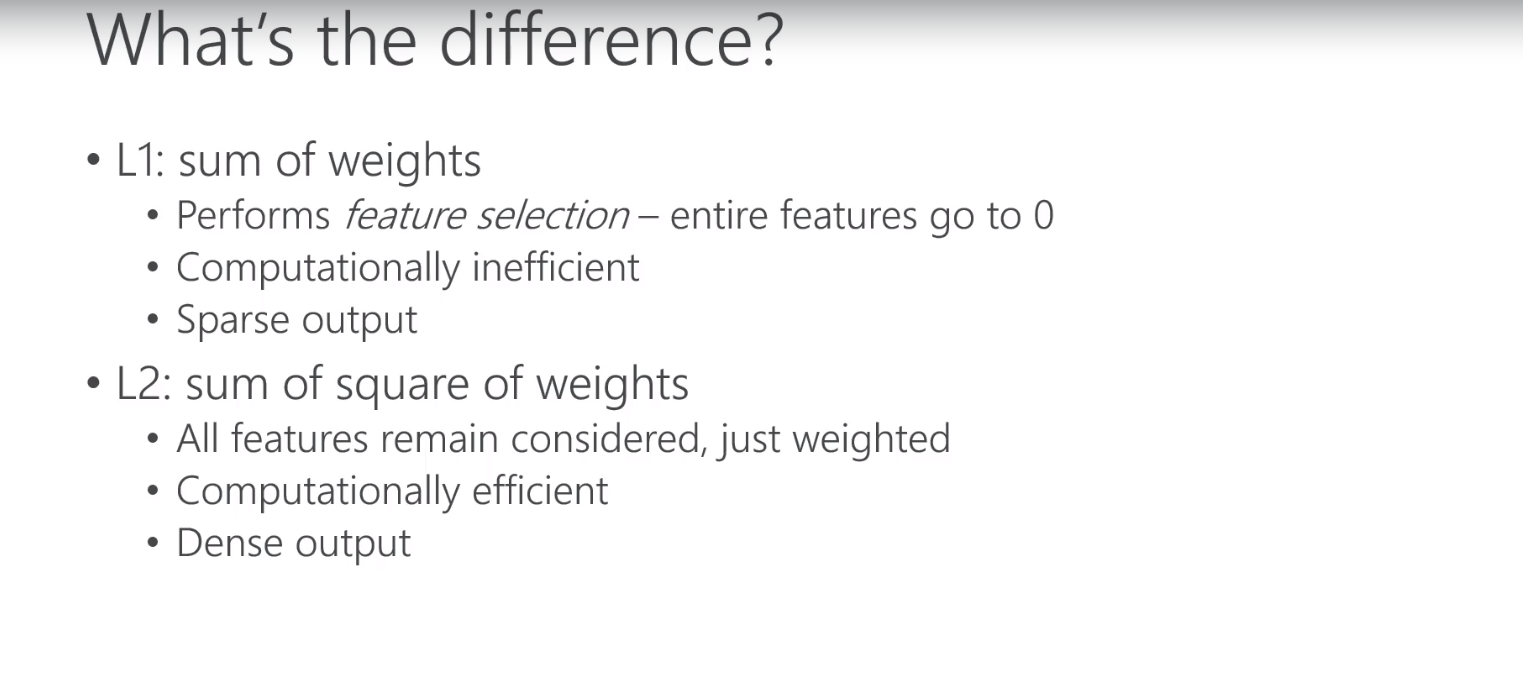 What's the difference?
• L1: sum of weights
• Performs feature selection – entire features go to 0
• Computationally inefficient
• Sparse output
• L2: sum of square of weights
• All features remain considered, just weighted
• Computationally efficient
• Dense output